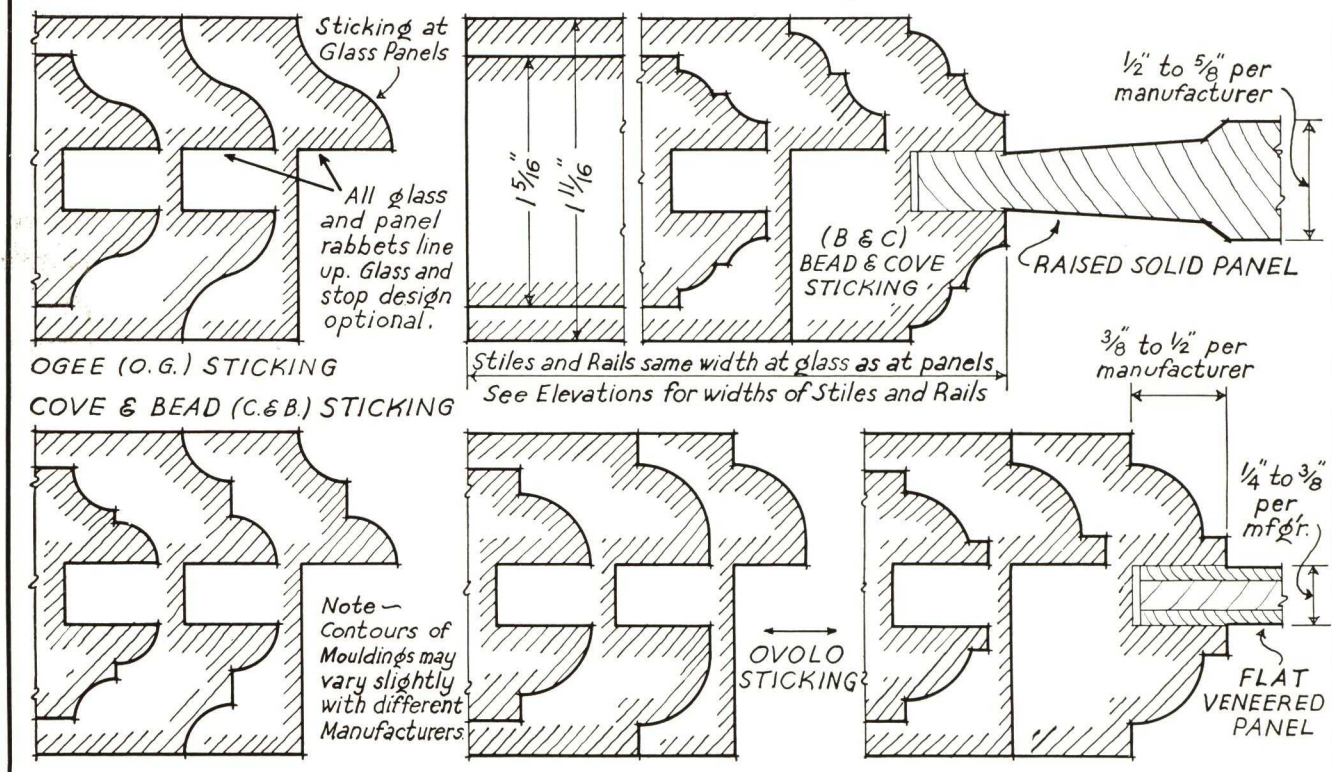 Sticking at
Glass Panels
All glass
and panel
rabbets line
up. Glass and
stop design
optional.
OGEE (O.G.) STICKING
1 5/16"
1 11/16"
(B & C)
BEAD & COVE
STICKING
1/2" to 5/8" per
manufacturer
RAISED SOLID PANEL
Stiles and Rails same width at glass as at panels
See Elevations for widths of Stiles and Rails
3/8" to 1/2" per
manufacturer
COVE & BEAD (C.&B.) STICKING
Note ~
Contours of
Mouldings may
vary slightly
with different
Manufacturers.
OVOLO
STICKING
1/4" to 3/8"
per
mfg'r.
FLAT
VENEERED
PANEL